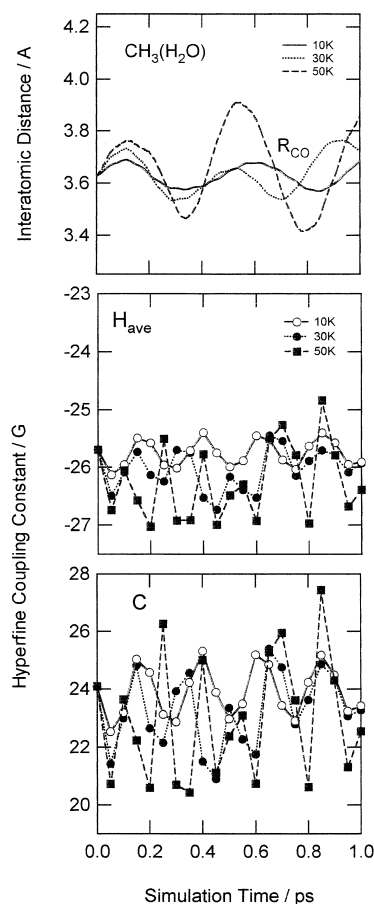 4.2
4.0
3.8
3.6
3.4
Interatomic Distance / A
CH3(H2O)
10K
30K
50K
RCO
-23
-24
-25
-26
-27
Have
10K
30K
50K
Hyperfine Coupling Constant / G
28
26
24
22
20
C
0.0 0.2 0.4 0.6 0.8 1.0
Simulation Time / ps